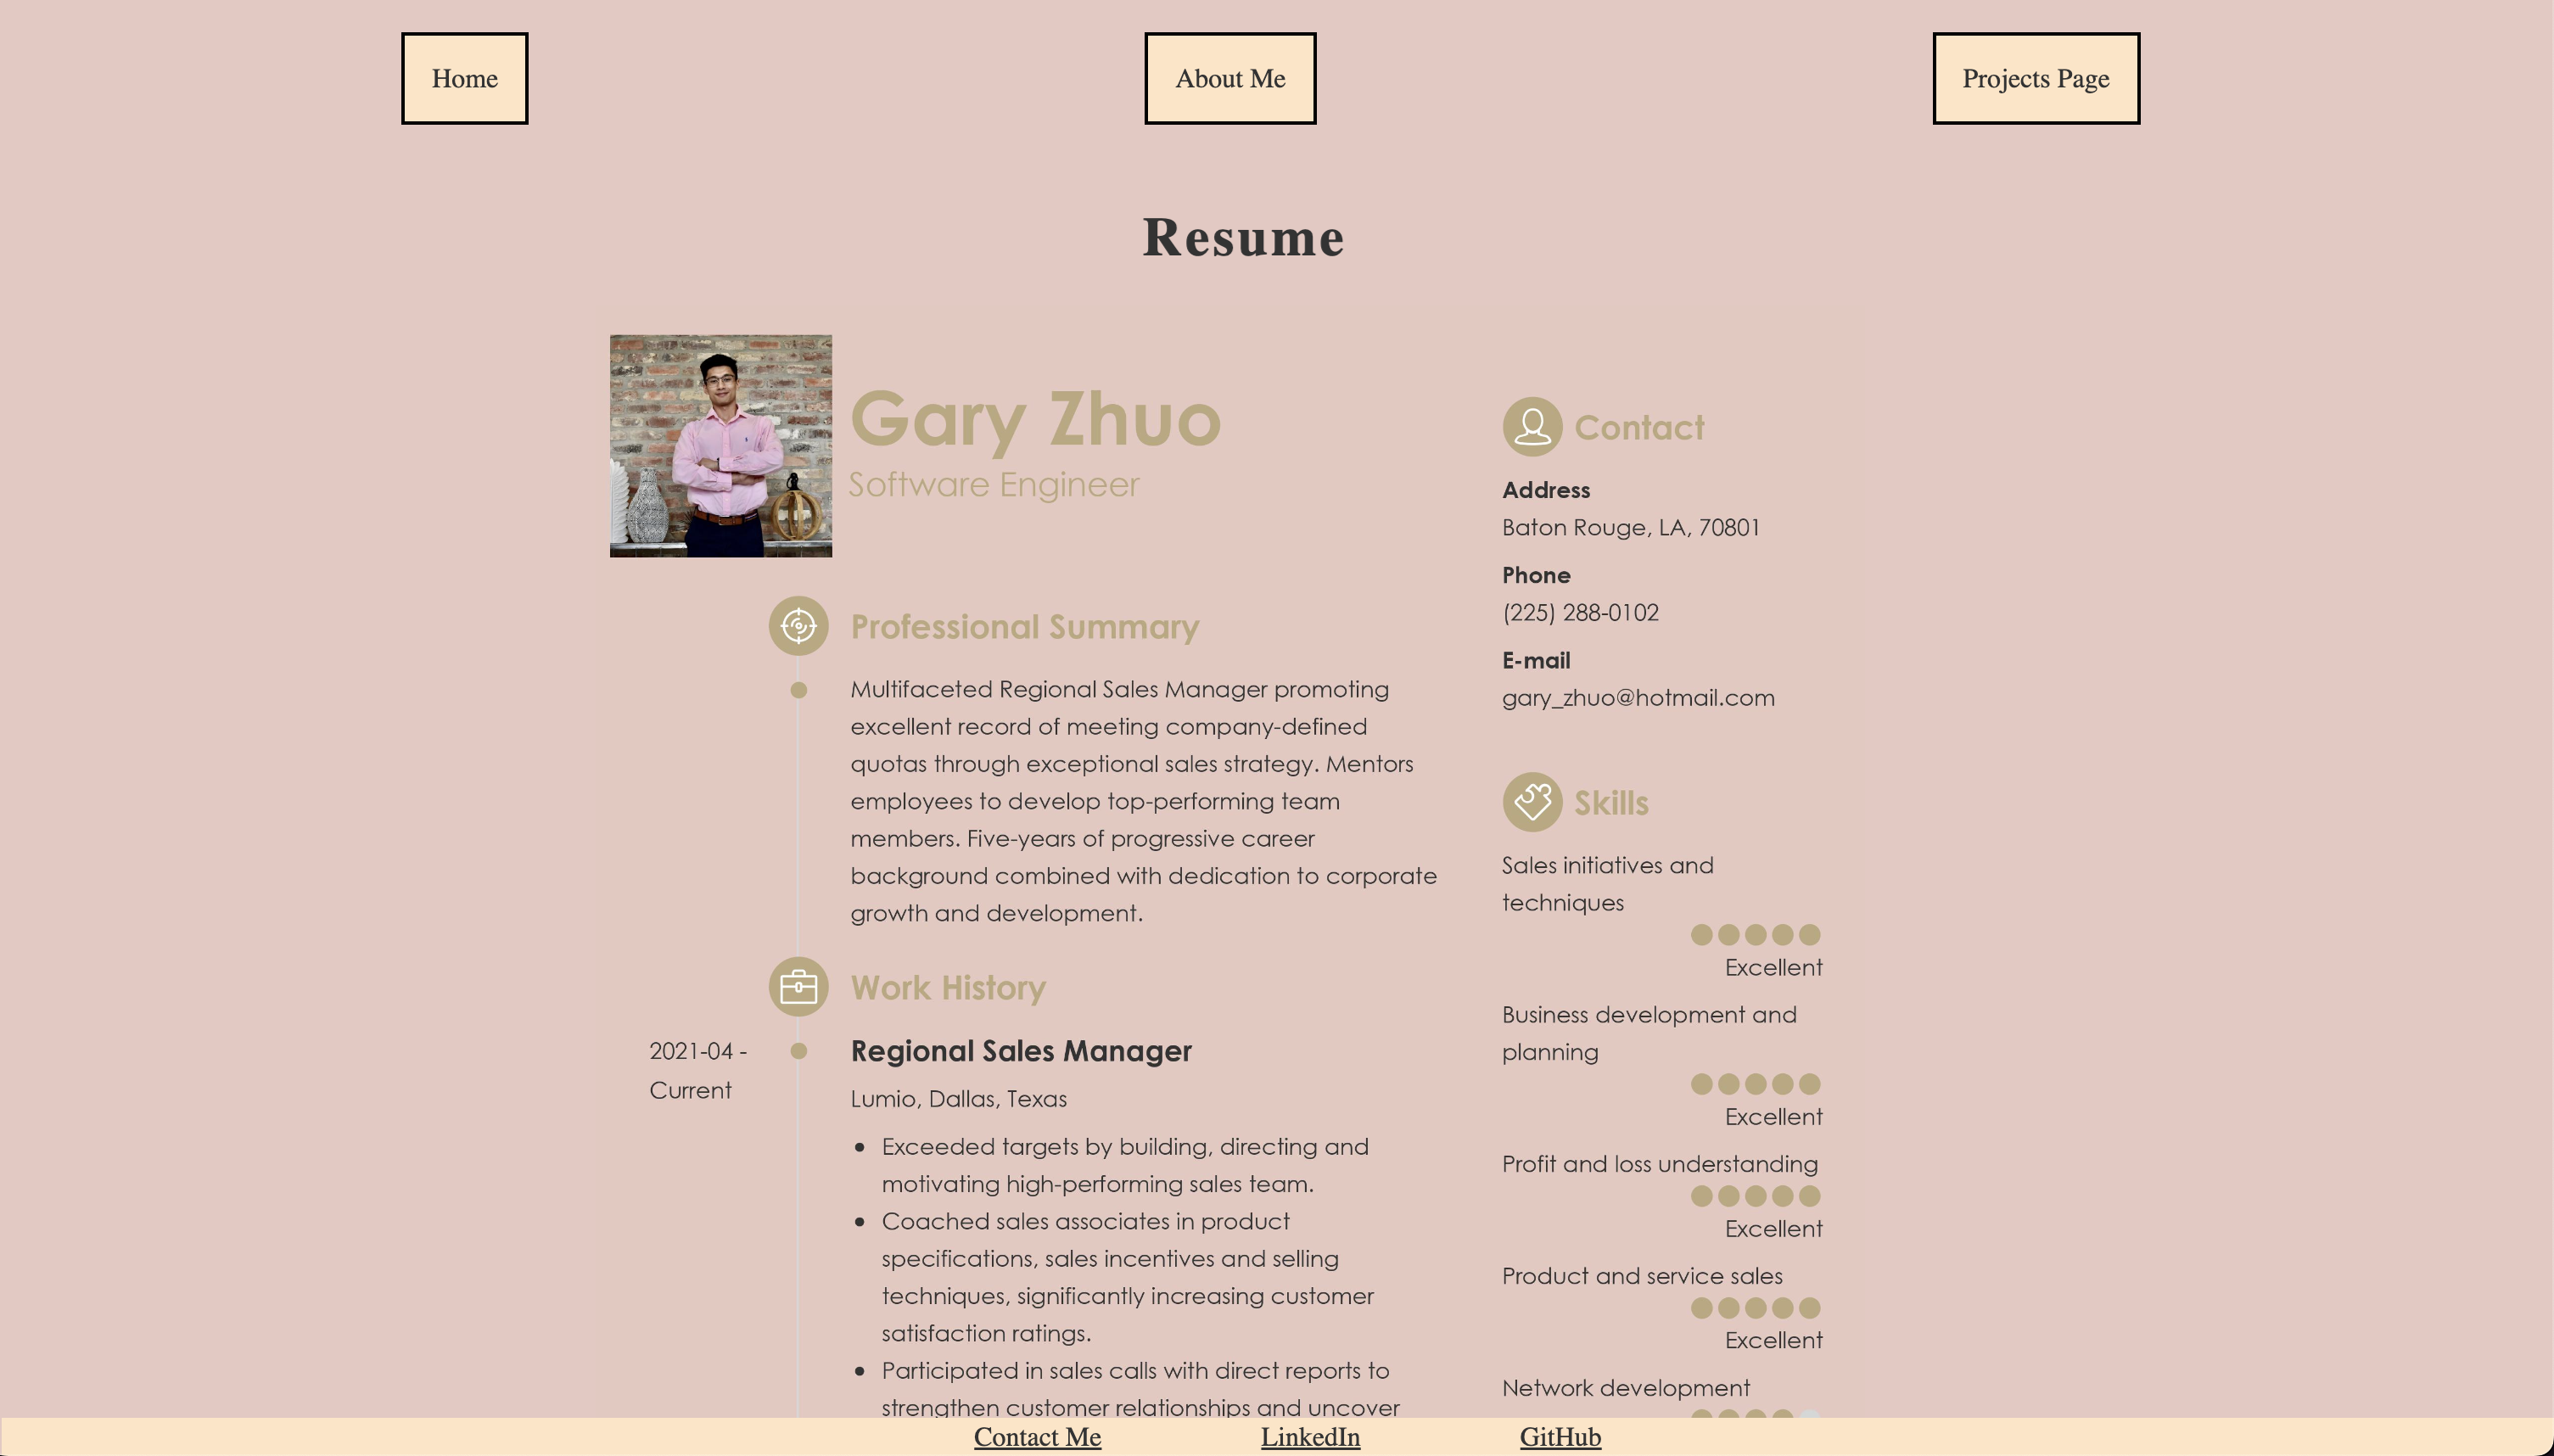 Home
About Me
Projects Page
Resume
Gary Zhuo
Software Engineer
Professional Summary
Multifaceted Regional Sales Manager promoting
excellent record of meeting company-defined
quotas through exceptional sales strategy. Mentors
employees to develop top-performing team
members. Five-years of progressive career
background combined with dedication to corporate
growth and development.
Work History
2021-04 -
Current
Regional Sales Manager
Lumio, Dallas, Texas
• Exceeded targets by building, directing and
motivating high-performing sales team.
• Coached sales associates in product
specifications, sales incentives and selling
techniques, significantly increasing customer
satisfaction ratings.
• Participated in sales calls with direct reports to
strengthen customer relationships and uncover
Contact
Address
Baton Rouge, LA, 70801
Phone
(225) 288-0102
E-mail
gary_zhuo@hotmail.com
Skills
Sales initiatives and
techniques
Excellent
Business development and
planning
Excellent
Profit and loss understanding
Excellent
Product and service sales
Excellent
Network development
Contact Me
LinkedIn
GitHub